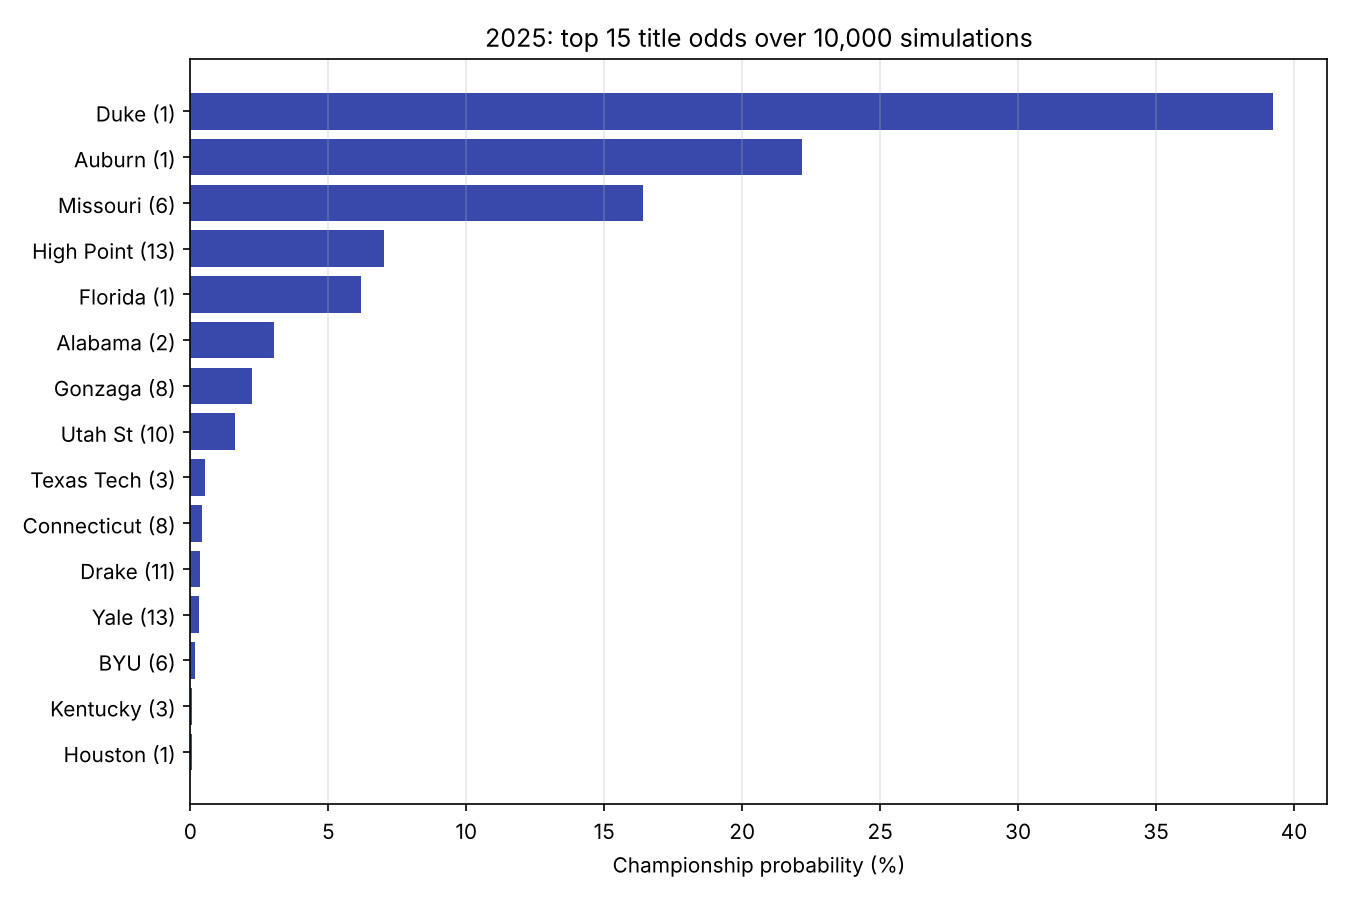 2025: top 15 title odds over 10,000 simulations
Duke (1)
Auburn (1)
Missouri (6)
High Point (13)
Florida (1)
Alabama (2)
Gonzaga (8)
Utah St (10)
Texas Tech (3)
Connecticut (8)
Drake (11)
Yale (13)
BYU (6)
Kentucky (3)
Houston (1)
0 5 10 15 20 25 30 35 40
Championship probability (%)